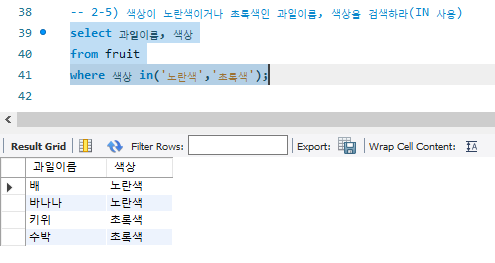 38 -- 2-5) 색상이 노란색이거나 초록색인 과일이름, 색상을 검색하라(IN 사용)
39 select 과일이름, 색상
40 from fruit
41 where 색상 in('노란색','초록색');
42
Result Grid Filter Rows: Export: Wrap Cell Content:
과일이름 색상
배 노란색
바나나 노란색
키위 초록색
수박 초록색